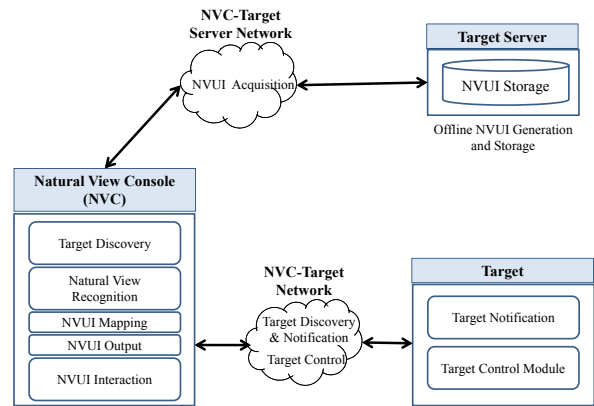 NVC-Target
Server Network
NVUI Acquisition
Target Server
NVUI Storage
Offline NVUI Generation
and Storage
Natural View Console
(NVC)
Target Discovery
Natural View
Recognition
NVUI Mapping
NVUI Output
NVUI Interaction
NVC-Target
Network
Target Discovery
& Notification
Target Control
Target
Target Notification
Target Control Module